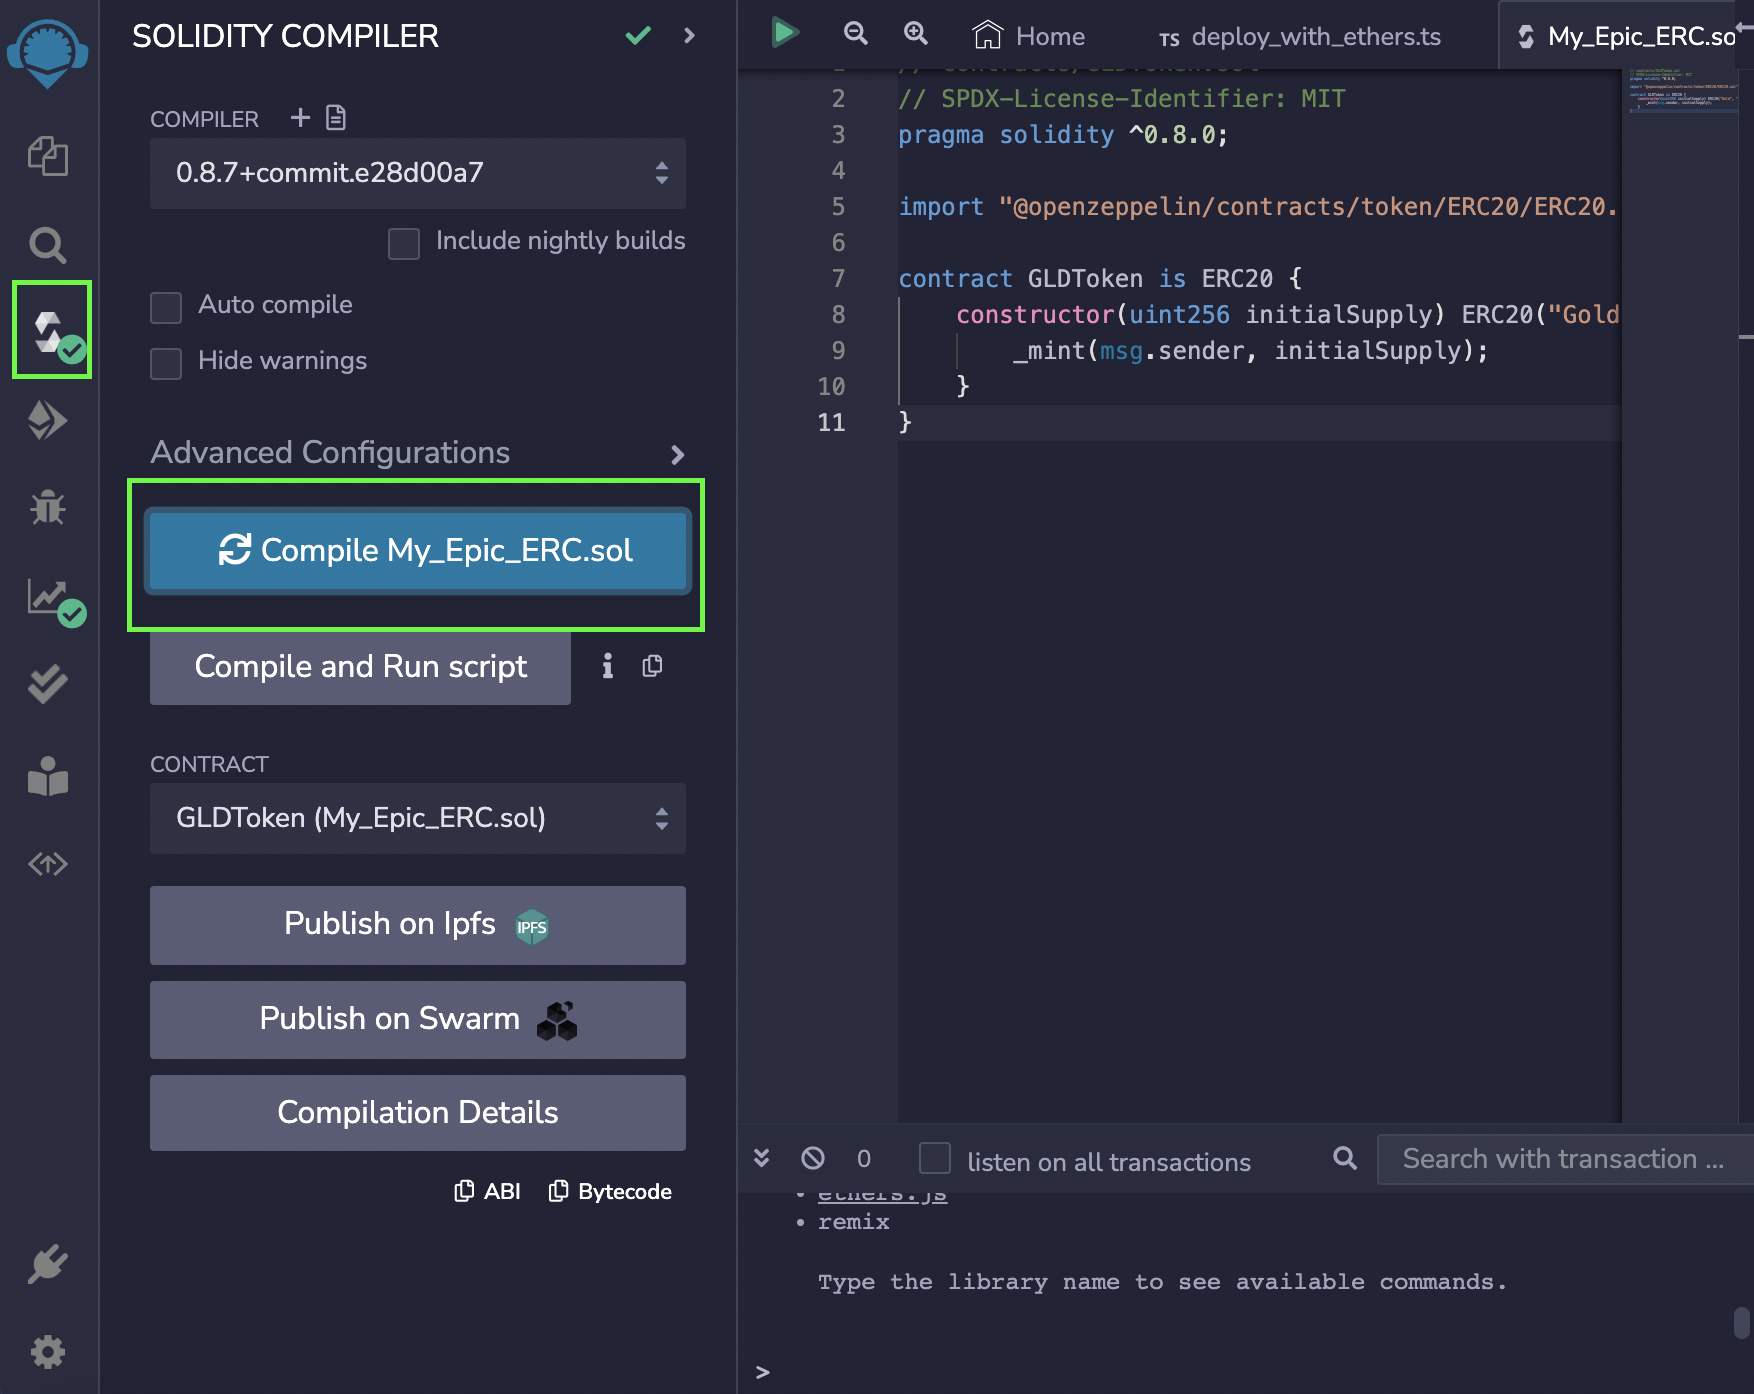 SOLIDITY COMPILER
COMPILER
0.8.7+commit.e28d00a7
Include nightly builds
Auto compile
Hide warnings
Advanced Configurations
Compile My_Epic_ERC.sol
Compile and Run script
CONTRACT
GLDToken (My_Epic_ERC.sol)
Publish on Ipfs
IPFS
Publish on Swarm
Compilation Details
ABI Bytecode
Home TS deploy_with_ethers.ts My_Epic_ERC.so
2 // SPDX-License-Identifier: MIT
3 pragma solidity ^0.8.0;
4
5 import "@openzeppelin/contracts/token/ERC20/ERC20.
6
7 contract GLDToken is ERC20 {
8 constructor(uint256 initialSupply) ERC20("Gold
9 _mint(msg.sender, initialSupply);
10 }
11 }
0 listen on all transactions Search with transaction ...
• ethers.js
• remix
Type the library name to see available commands.
>